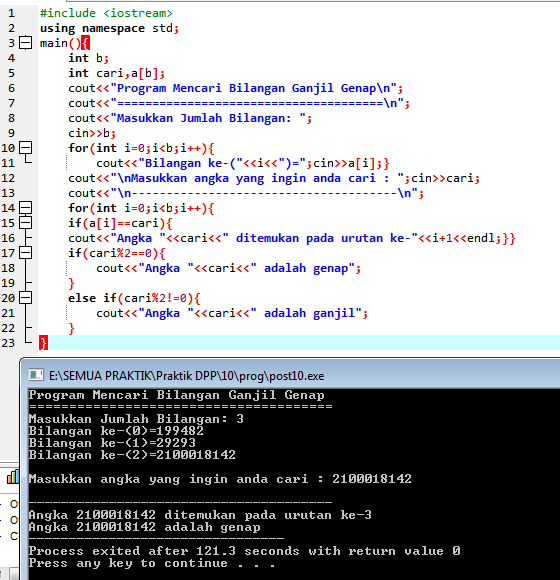 1 #include <iostream>
2 using namespace std;
3 main(){
4 int b;
5 int cari,a[b];
6 cout<<"Program Mencari Bilangan Ganjil Genap\n";
7 cout<<"======================================\n";
8 cout<<"Masukkan Jumlah Bilangan: ";
9 cin>>b;
10 for(int i=0;i<b;i++){
11 cout<<"Bilangan ke-("<<i<<")=";cin>>a[i];}
12 cout<<"\nMasukkan angka yang ingin anda cari : ";cin>>cari;
13 cout<<"\n--------------------------------------\n";
14 for(int i=0;i<b;i++){
15 if(a[i]==cari){
16 cout<<"Angka "<<cari<<" ditemukan pada urutan ke-"<<i+1<<endl;}}
17 if(cari%2==0){
18 cout<<"Angka "<<cari<<" adalah genap";
19 }
20 else if(cari%2!=0){
21 cout<<"Angka "<<cari<<" adalah ganjil";
22 }
23 }
E:\SEMUA PRAKTIK\Praktik DPP\10\prog\post10.exe
Program Mencari Bilangan Ganjil Genap
======================================
Masukkan Jumlah Bilangan: 3
Bilangan ke-(0)=199482
Bilangan ke-(1)=29293
Bilangan ke-(2)=2100018142
Masukkan angka yang ingin anda cari : 2100018142
--------------------------------------
Angka 2100018142 ditemukan pada urutan ke-3
Angka 2100018142 adalah genap
--------------------------------
Process exited after 121.3 seconds with return value 0
Press any key to continue . . .